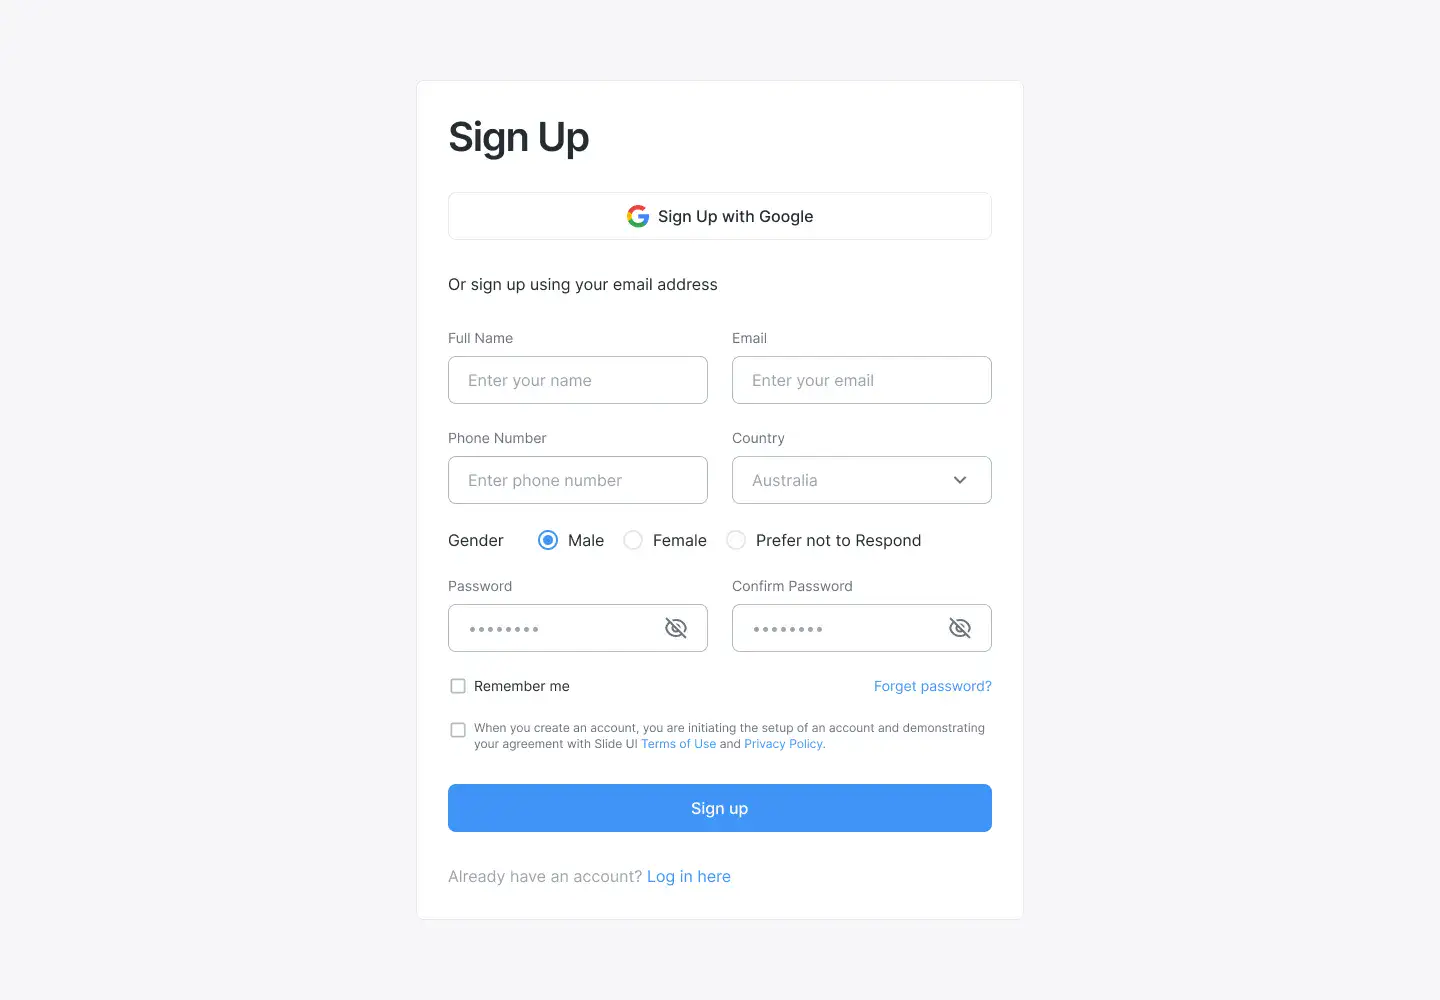 Sign Up
Sign Up with Google
Or sign up using your email address
Full Name
Email
Enter your name
Enter your email
Phone Number
Country
Enter phone number
Australia
Gender Male Female Prefer not to Respond
Password
Confirm Password
••••••••
••••••••
Remember me
Forget password?
When you create an account, you are initiating the setup of an account and demonstrating
your agreement with Slide UI Terms of Use and Privacy Policy.
Sign up
Already have an account? Log in here